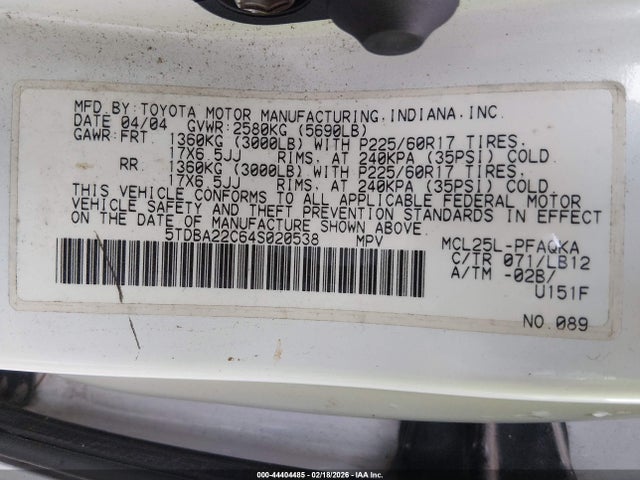 MFD.BY:TOYOTA MOTOR MANUFACTURING,INDIANA,INC.
DATE 04/04 GVWR:2580KG (5690LB)
GAWR:FRT. 1360KG (3000LB) WITH P225/60R17 TIRES.
17X6.5JJ RIMS. AT 240KPA (35PSI) COLD.
RR. 1360KG (3000LB) WITH P225/60R17 TIRES.
17X6.5JJ RIMS. AT 240KPA (35PSI) COLD.
THIS VEHICLE CONFORMS TO ALL APPLICABLE FEDERAL MOTOR
VEHICLE SAFETY AND THEFT PREVENTION STANDARDS IN EFFECT
ON THE DATE OF MANUFACTURE SHOWN ABOVE.
5TDBA22C64S020538 MPV
MCL25L-PFAQKA
C/TR 071/LB12
A/TM -02B/
U151F
NO.089
000-44404485 - 02/18/2026 - IAA Inc.